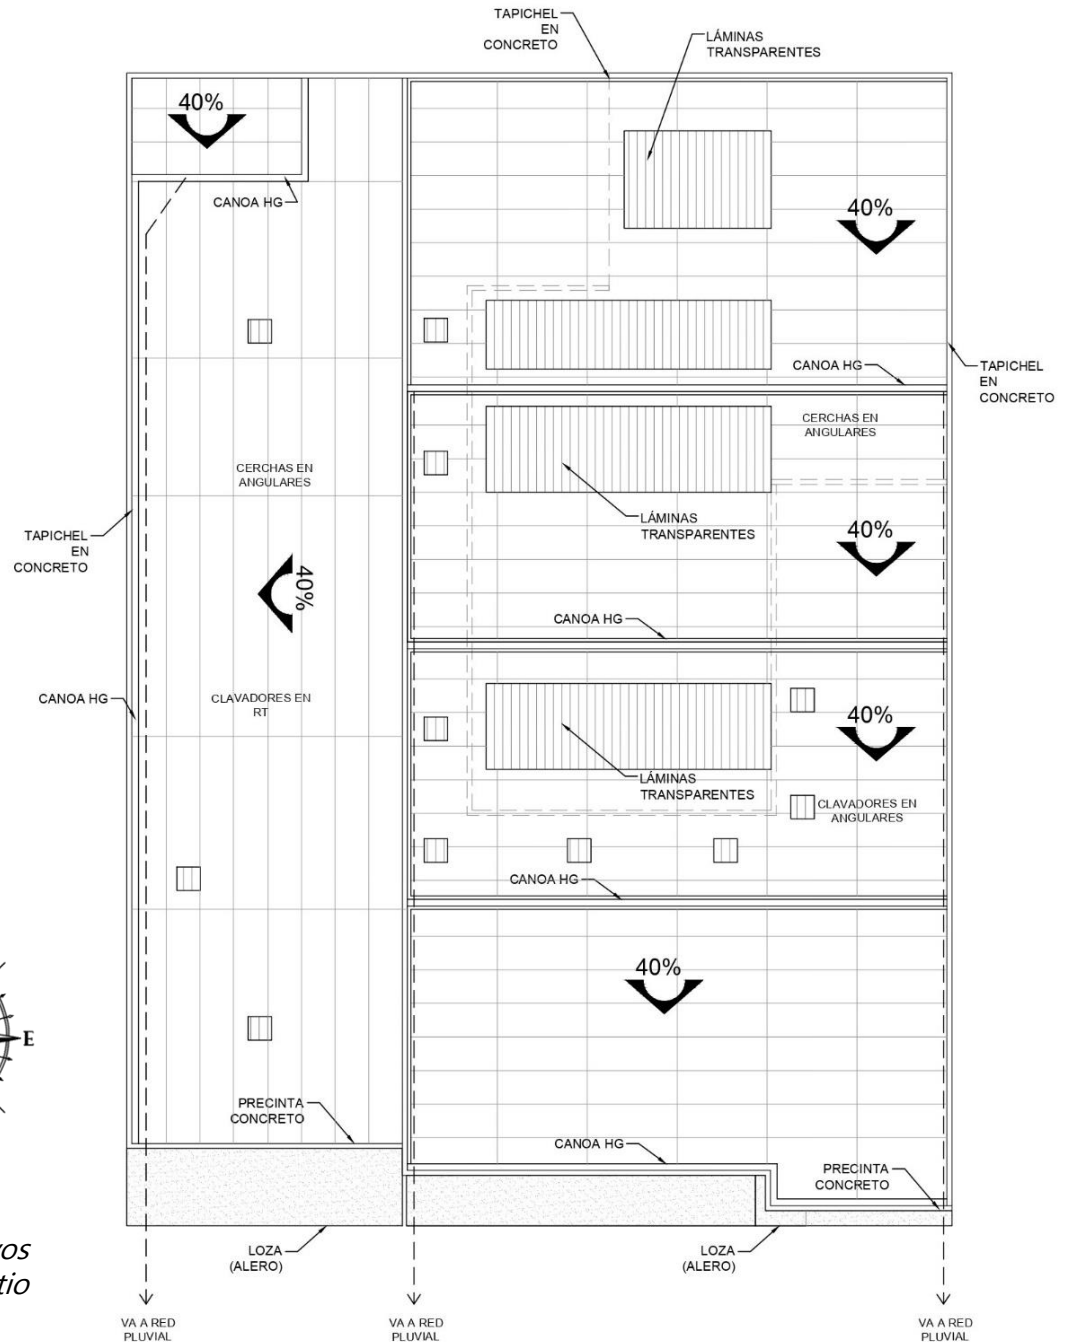 TAPICHEL
EN
CONCRETO
LÁMINAS
TRANSPARENTES
40%
CANOA HG
40%
CANOA HG
TAPICHEL
EN
CONCRETO
CERCHAS EN
ANGULARES
CERCHAS EN
ANGULARES
LÁMINAS
TRANSPARENTES
40%
TAPICHEL
EN
CONCRETO
40%
CANOA HG
CANOA HG
CLAVADORES EN
RT
40%
LÁMINAS
TRANSPARENTES
CLAVADORES EN
ANGULARES
CANOA HG
40%
E
PRECINTA
CONCRETO
CANOA HG
PRECINTA
CONCRETO
LOZA
(ALERO)
LOZA
(ALERO)
VA A RED
PLUVIAL
VA A RED
PLUVIAL
VA A RED
PLUVIAL